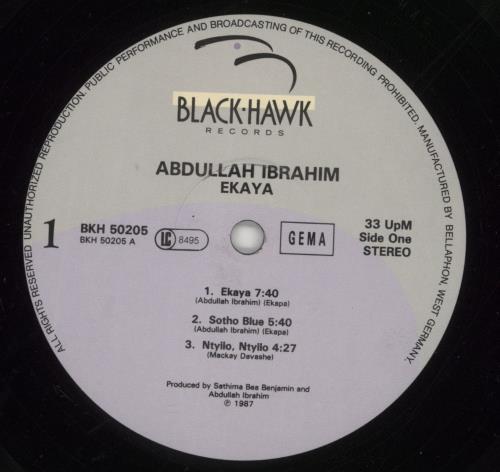 ALL RIGHTS RESERVED UNAUTHORIZED REPRODUCTION. PUBLIC PERFORMANCE AND BROADCASTING OF THIS RECORDING PROHIBITED. MANUFACTURED BY BELLAPHON, WEST GERMANY.
BLACK-HAWK
RECORDS
ABDULLAH IBRAHIM
EKAYA
1
BKH 50205
BKH 50205 A
LC 8495
GEMA
33 UpM
Side One
STEREO
1. Ekaya 7:40
(Abdullah Ibrahim) (Ekapa)
2. Sotho Blue 5:40
(Abdullah Ibrahim) (Ekapa)
3. Ntyilo, Ntyilo 4:27
(Mackay Davashe)
Produced by Sathima Bea Benjamin and
Abdullah Ibrahim
℗ 1987